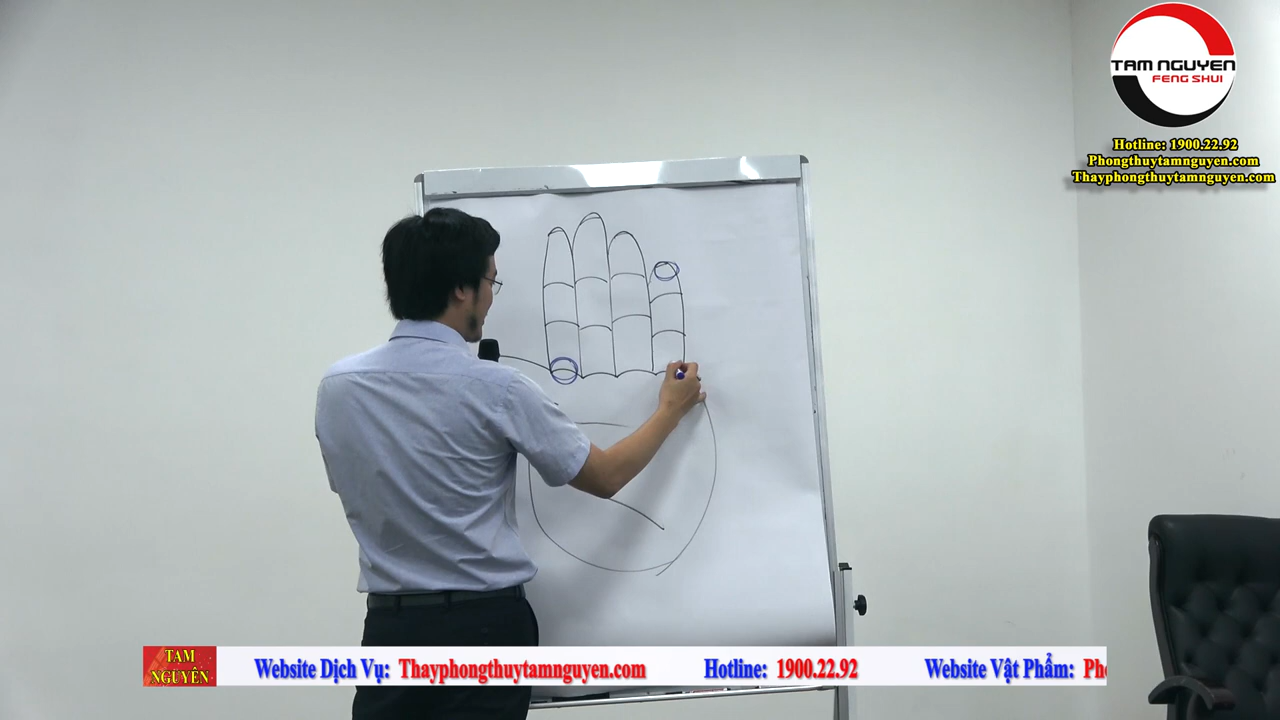 TAM NGUYEN
FENG SHUI
Hotline: 1900.22.92
Phongthuytamnguyen.com
Thayphongthuytamnguyen.com
TAM
NGUYÊN
Website Dịch Vụ: Thayphongthuytamnguyen.com Hotline: 1900.22.92 Website Vật Phẩm: